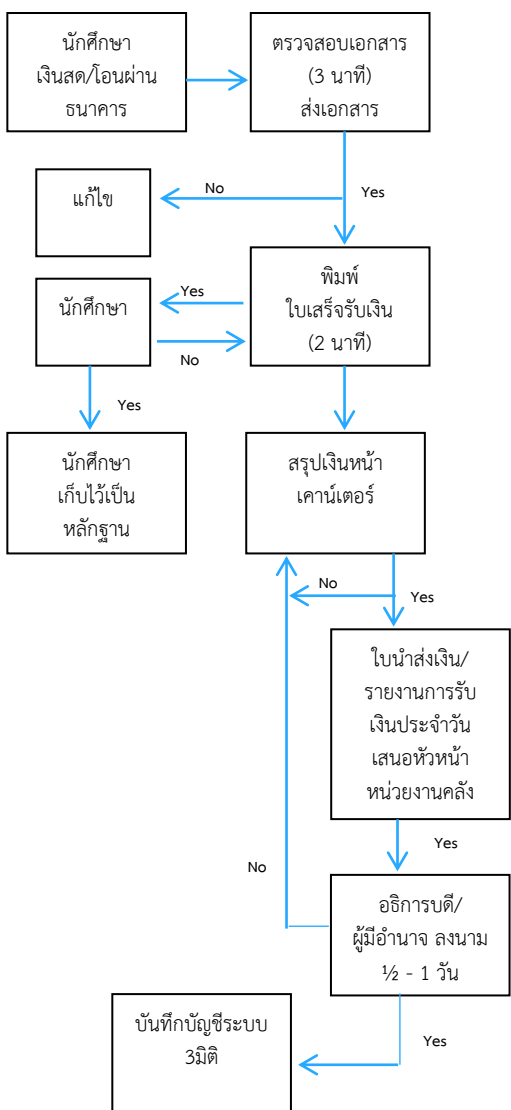 นักศึกษา
เงินสด/โอนผ่าน
ธนาคาร
ตรวจสอบเอกสาร
(3 นาที)
ส่งเอกสาร
No
Yes
แก้ไข
พิมพ์
ใบเสร็จรับเงิน
(2 นาที)
Yes
นักศึกษา
No
Yes
นักศึกษา
เก็บไว้เป็น
หลักฐาน
สรุปเงินหน้า
เคาน์เตอร์
No
Yes
ใบนำส่งเงิน/
รายงานการรับ
เงินประจำวัน
เสนอหัวหน้า
หน่วยงานคลัง
Yes
No
อธิการบดี/
ผู้มีอำนาจ ลงนาม
½ - 1 วัน
Yes
บันทึกบัญชีระบบ
3มิติ